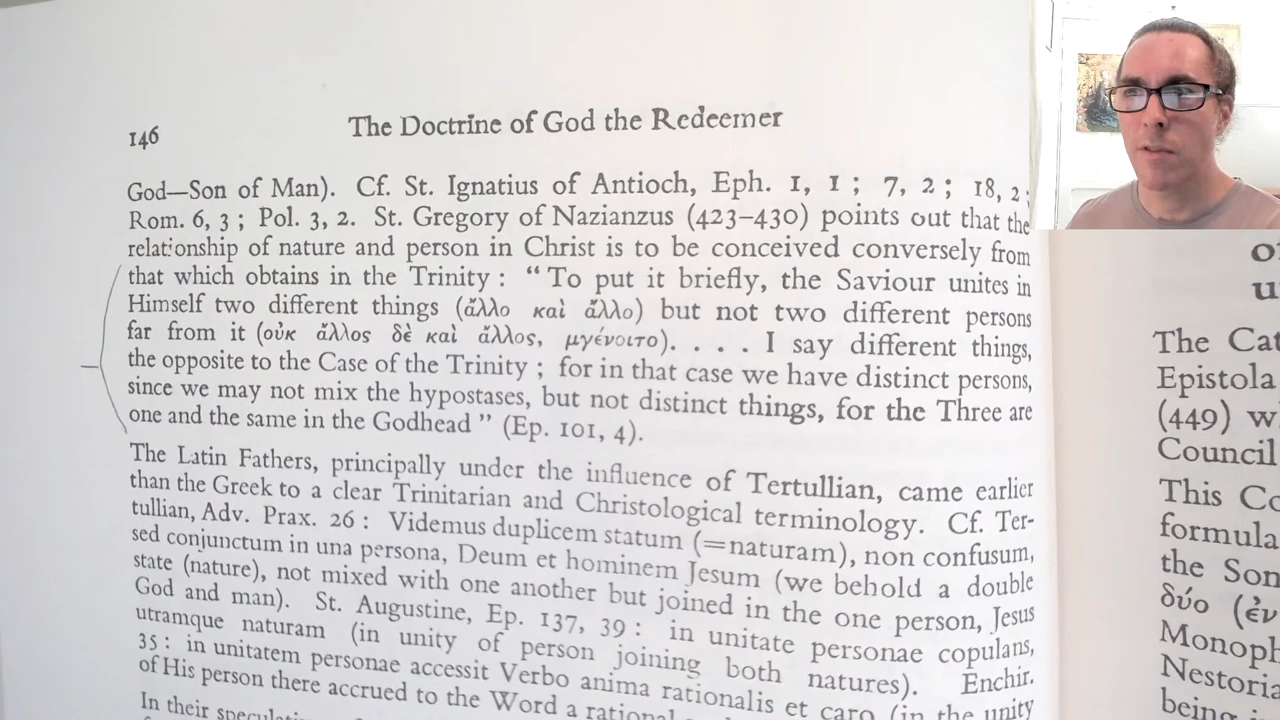 146
The Doctrine of God the Redeemer
God—Son of Man). Cf. St. Ignatius of Antioch, Eph. 1, 1 ; 7, 2 ; 18, 2 ;
Rom. 6, 3 ; Pol. 3, 2. St. Gregory of Nazianzus (423–430) points out that the
relationship of nature and person in Christ is to be conceived conversely from
that which obtains in the Trinity : “To put it briefly, the Saviour unites in
Himself two different things (ἄλλο καὶ ἄλλο) but not two different persons
far from it (οὐκ ἄλλος δὲ καὶ ἄλλος, μγένοιτο). . . . I say different things,
the opposite to the Case of the Trinity ; for in that case we have distinct persons,
since we may not mix the hypostases, but not distinct things, for the Three are
one and the same in the Godhead ” (Ep. 101, 4).
The Latin Fathers, principally under the influence of Tertullian, came earlier
than the Greek to a clear Trinitarian and Christological terminology. Cf. Ter-
tullian, Adv. Prax. 26 : Videmus duplicem statum (=naturam), non confusum,
sed conjunctum in una persona, Deum et hominem Jesum (we behold a double
state (nature), not mixed with one another but joined in the one person, Jesus
God and man). St. Augustine, Ep. 137, 39 : in unitate personae copulans,
utramque naturam (in unity of person joining both natures). Enchir.
35 : in unitatem personae accessit Verbo anima rationalis et caro (in the unity
of His person there accrued to the Word a
In their
The
Epistola
(449)
Council
This
formula
the
δύο (ἐν
being